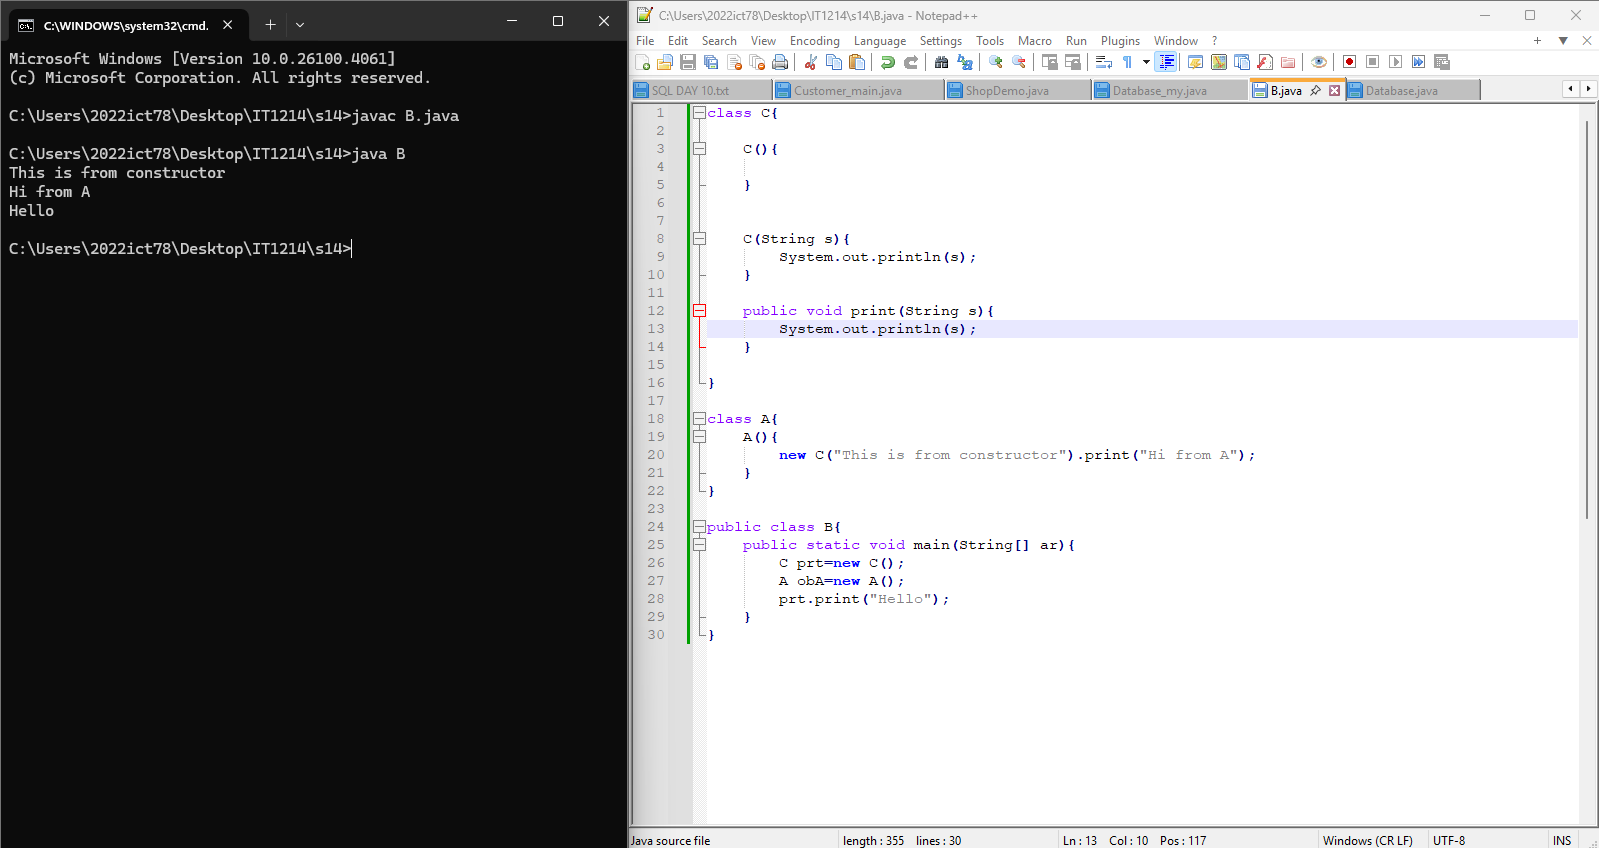 C:\WINDOWS\system32\cmd.
Microsoft Windows [Version 10.0.26100.4061]
(c) Microsoft Corporation. All rights reserved.
C:\Users\2022ict78\Desktop\IT1214\s14>javac B.java
C:\Users\2022ict78\Desktop\IT1214\s14>java B
This is from constructor
Hi from A
Hello
C:\Users\2022ict78\Desktop\IT1214\s14>
C:\Users\2022ict78\Desktop\IT1214\s14\B.java - Notepad++
File Edit Search View Encoding Language Settings Tools Macro Run Plugins Window ?
SQL DAY 10.txt Customer_main.java ShopDemo.java Database_my.java B.java Database.java
1 class C{
2
3 C(){
4
5 }
6
7
8 C(String s){
9 System.out.println(s);
10 }
11
12 public void print(String s){
13 System.out.println(s);
14 }
15
16 }
17
18 class A{
19 A(){
20 new C("This is from constructor").print("Hi from A");
21 }
22 }
23
24 public class B{
25 public static void main(String[] ar){
26 C prt=new C();
27 A obA=new A();
28 prt.print("Hello");
29 }
30 }
Java source file length : 355 lines : 30 Ln : 13 Col : 10 Pos : 117 Windows (CR LF) UTF-8 INS